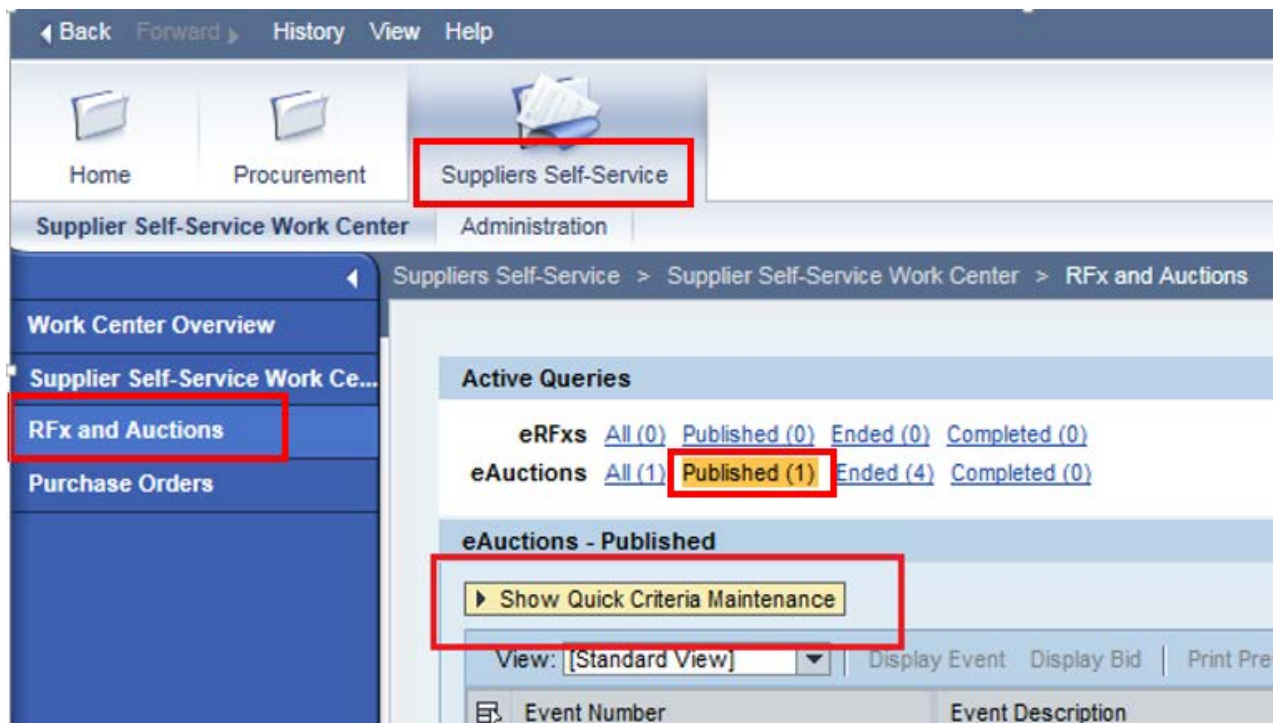 Back Forward History View Help
Home Procurement Suppliers Self-Service
Supplier Self-Service Work Center Administration
Suppliers Self-Service > Supplier Self-Service Work Center > RFx and Auctions
Work Center Overview
Supplier Self-Service Work Ce...
RFx and Auctions
Purchase Orders
Active Queries
eRFxs All (0) Published (0) Ended (0) Completed (0)
eAuctions All (1) Published (1) Ended (4) Completed (0)
eAuctions - Published
Show Quick Criteria Maintenance
View: [Standard View] Display Event Display Bid Print Pre
Event Number Event Description